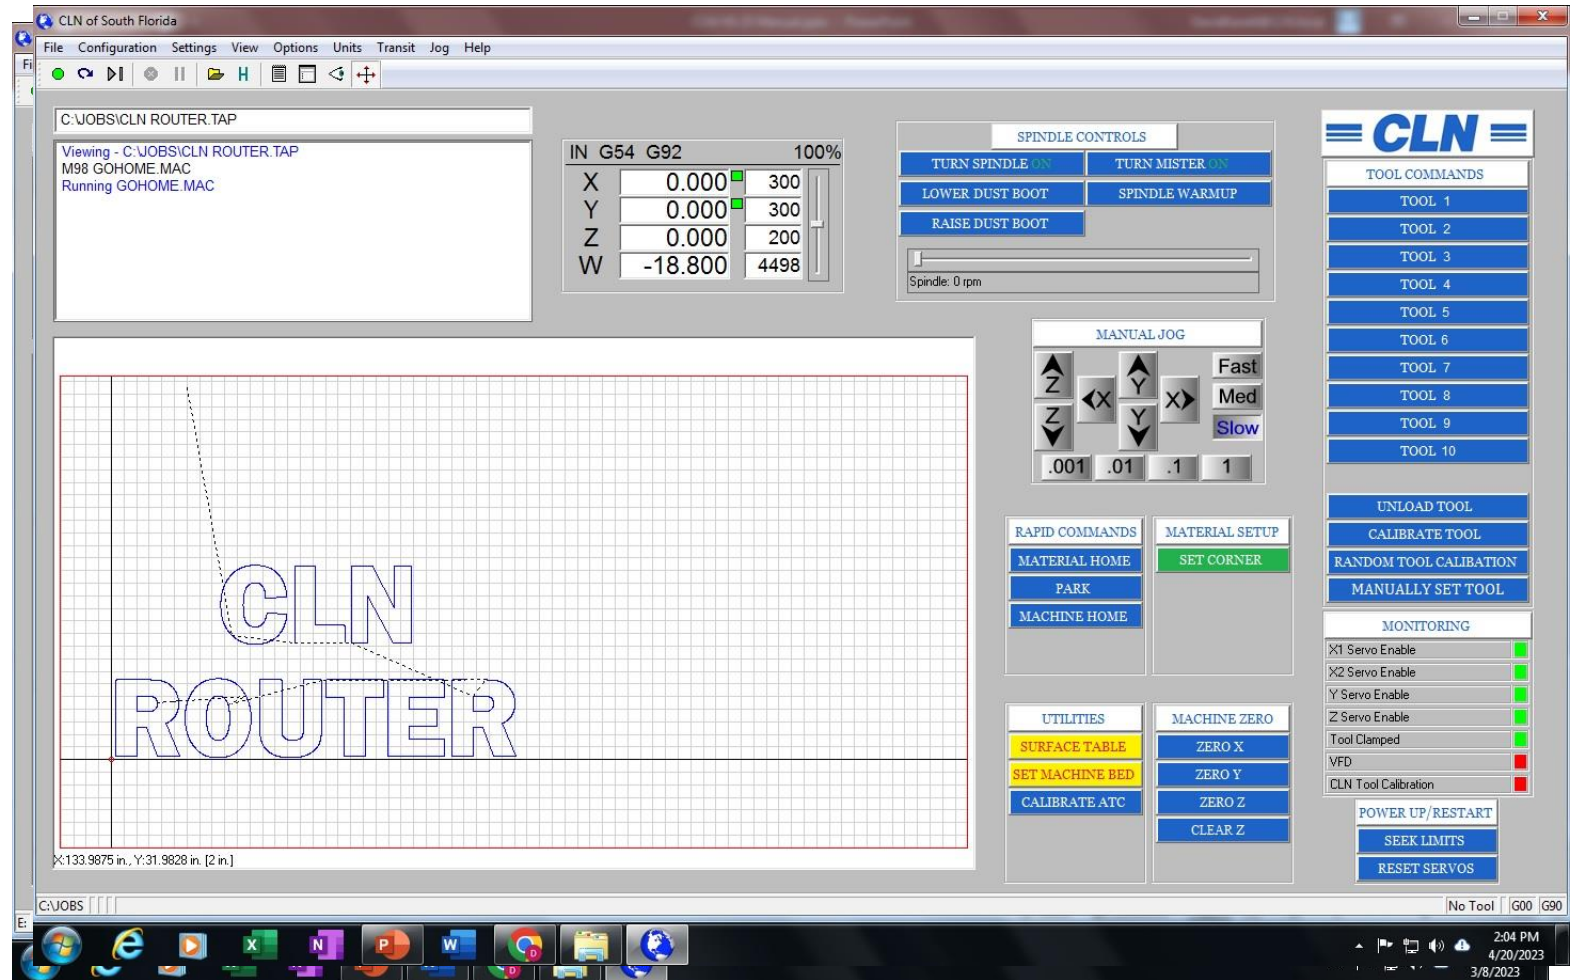 CLN of South Florida
File Configuration Settings View Options Units Transit Jog Help
H
C:\JOBS\CLN ROUTER.TAP
Viewing - C:\JOBS\CLN ROUTER.TAP
M98 GOHOME.MAC
Running GOHOME.MAC
IN G54 G92 100%
X 0.000 300
Y 0.000 300
Z 0.000 200
W -18.800 4498
SPINDLE CONTROLS
TURN SPINDLE ON TURN MISTER ON
LOWER DUST BOOT SPINDLE WARMUP
RAISE DUST BOOT
Spindle: 0 rpm
CLN
TOOL COMMANDS
TOOL 1
TOOL 2
TOOL 3
TOOL 4
TOOL 5
TOOL 6
TOOL 7
TOOL 8
TOOL 9
TOOL 10
UNLOAD TOOL
CALIBRATE TOOL
RANDOM TOOL CALIBATION
MANUALLY SET TOOL
MANUAL JOG
Z Y Fast
X X Med
Z Y Slow
.001 .01 .1 1
CLN
ROUTER
X:133.9875 in., Y:31.9828 in. [2 in.]
RAPID COMMANDS
MATERIAL HOME
PARK
MACHINE HOME
MATERIAL SETUP
SET CORNER
UTILITIES
SURFACE TABLE
SET MACHINE BED
CALIBRATE ATC
MACHINE ZERO
ZERO X
ZERO Y
ZERO Z
CLEAR Z
MONITORING
X1 Servo Enable
X2 Servo Enable
Y Servo Enable
Z Servo Enable
Tool Clamped
VFD
CLN Tool Calibration
POWER UP/RESTART
SEEK LIMITS
RESET SERVOS
C:\JOBS No Tool G00 G90
E:
2:04 PM
4/20/2023
3/8/2023